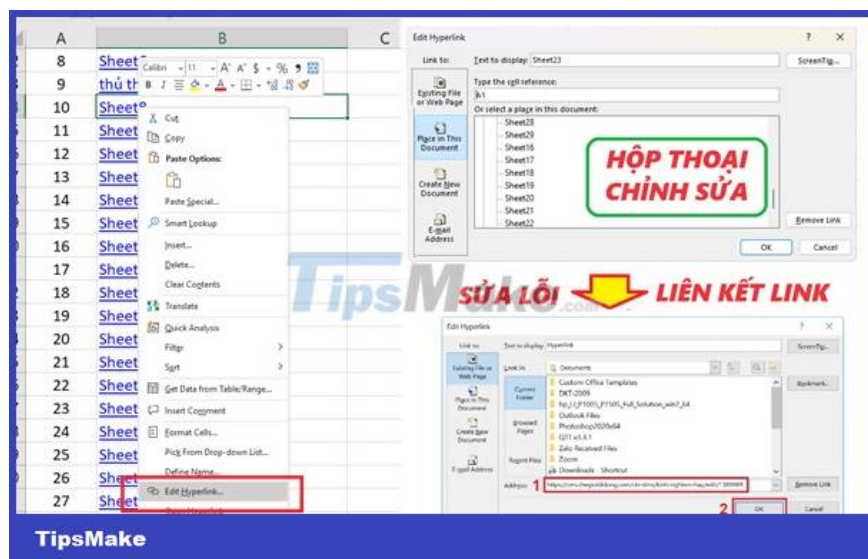 A B C
8 Sheet
9 thủ th
10 Sheet
11 Sheet
12 Sheet
13 Sheet
14 Sheet
15 Sheet
16 Sheet
17 Sheet
18 Sheet
19 Sheet
20 Sheet
21 Sheet
22 Sheet
23 Sheet
24 Sheet
25 Sheet
26 Sheet
27 Sheet
Calibri 11 A A $ % 9
B I A
Cut
Copy
Paste Options:
Paste Special...
Smart Lookup
Insert...
Delete...
Clear Contents
Translate
Quick Analysis
Filter
Sort
Get Data from Table/Range...
Insert Comment
Format Cells...
Pick From Drop-down List...
Define Name...
Edit Hyperlink...
Edit Hyperlink ? X
Link to: Text to display: Sheet23 ScreenTip...
Existing File or Web Page
Type the cell reference:
A1
Or select a place in this document:
Place in This Document
Create New Document
E-mail Address
Sheet28
Sheet29
Sheet16
Sheet17
Sheet18
Sheet19
Sheet20
Sheet21
Sheet22
HỘP THOẠI
CHỈNH SỬA
Remove Link
OK Cancel
TipsMake.com
SỬA LỖI LIÊN KẾT LINK
Edit Hyperlink ? X
Link to: Text to display: Hyperlink ScreenTip...
Existing File or Web Page
Look in: Documents
Bookmark...
Place in This Document
Create New Document
E-mail Address
Current Folder
Browsed Pages
Recent Files
Custom Office Templates
DKT-2009
Outlook Files
Photoshop2020x64
QTT v3.3.1
Zalo Received Files
Zoom
Downloads - Shortcut
Address: 1
Remove Link
2 OK Cancel
TipsMake